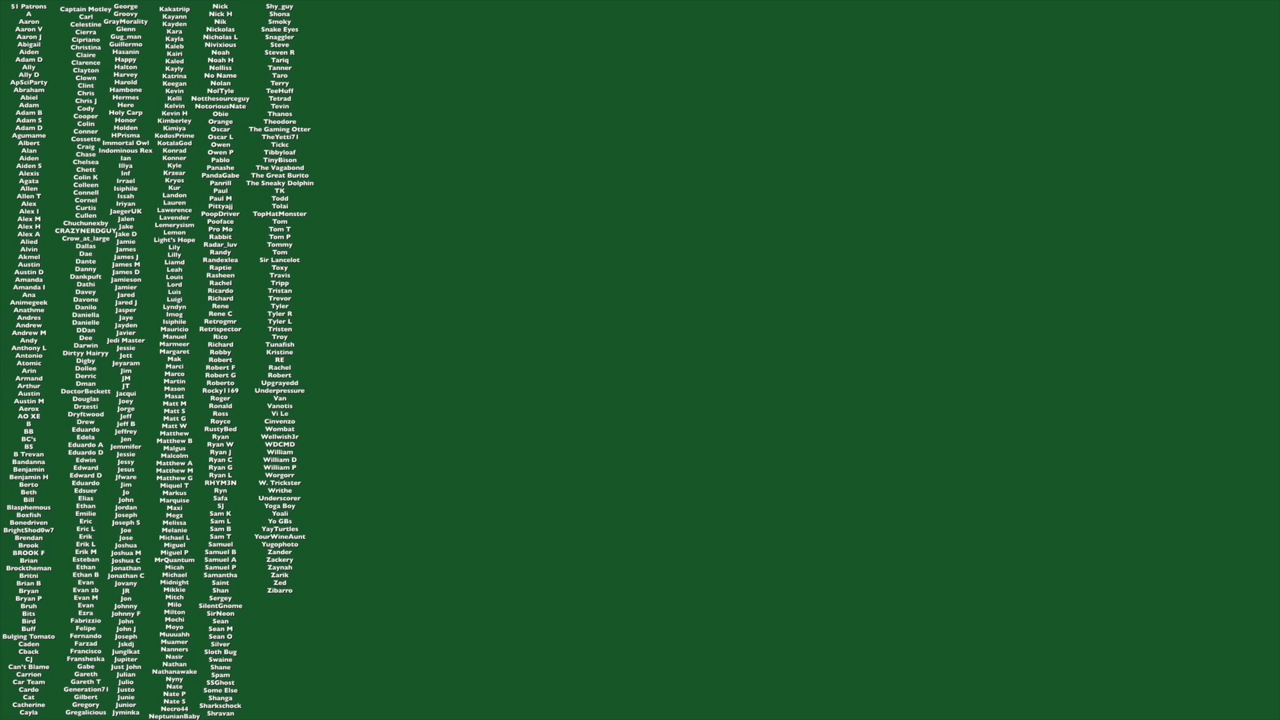 $1 Patrons
A
Aaron
Aaron V
Aaron J
Abigail
Aiden
Adam D
Ally
Ally D
ApSciParty
Abraham
Abiel
Adam
Adam B
Adam S
Adam D
Agumame
Albert
Alan
Aiden
Aiden S
Alexis
Agata
Allen
Allen T
Alex
Alex I
Alex M
Alex H
Alex A
Alied
Alvin
Akmel
Austin
Austin D
Amanda
Amanda I
Ana
Animegeek
Anathme
Andres
Andrew
Andrew M
Andy
Anthony L
Antonio
Atomic
Arin
Armand
Arthur
Austin
Austin M
Aerox
AO XE
B
BB
BC's
BS
B Trevan
Bandanna
Benjamin
Benjamin H
Berto
Beth
Bill
Blasphemous
Boxfish
Bonedriven
BrightShod0w7
Brendan
Brook
BROOK F
Brian
Brocktheman
Britni
Brian B
Bryan
Bryan P
Bruh
Bits
Bird
Buff
Bulging Tomato
Caden
Cback
CJ
Can't Blame
Carrion
Car Team
Cardo
Cat
Catherine
Cayla
Captain Motley
Carl
Celestine
Cierra
Cipriano
Christina
Claire
Clarence
Clayton
Clown
Clint
Chris
Chris J
Cody
Cooper
Colin
Conner
Cossette
Craig
Chase
Chelsea
Chett
Colin K
Colleen
Connell
Cornel
Curtis
Cullen
Chuchunexby
CRAZYNERDGUY
Crow_at_large
Dallas
Dae
Dante
Danny
Dankpuft
Dathi
Davey
Davone
Danilo
Daniella
Danielle
DDan
Dee
Darwin
Dirtyy Hairyy
Digby
Dollee
Derric
Dman
DoctorBeckett
Douglas
Drzesti
Dryftwood
Drew
Eduardo
Edela
Eduardo A
Eduardo D
Edwin
Edward
Edward D
Eduardo
Edsuer
Elias
Ethan
Emilie
Eric
Eric L
Erik
Erik L
Erik M
Esteban
Ethan
Ethan B
Evan
Evan zb
Evan M
Evan
Ezra
Fabrizzio
Felipe
Fernando
Farzad
Francisco
Fransheska
Gabe
Gareth
Gareth T
Generation71
Gilbert
Gregory
Gregalicious
George
Groovy
GrayMorality
Glenn
Gug_man
Guillermo
Hasanin
Happy
Halton
Harvey
Harold
Hambone
Hermes
Hero
Holy Carp
Honor
Holden
HPrisma
Immortal Owl
Indominous Rex
Ian
Illya
Inf
Irrael
Iriyan
Isiphile
Issah
JaegerUK
Jalen
Jake
Jake D
Jamie
James
James J
James M
James D
Jamieson
Jamier
Jared
Jared J
Jasper
Jaye
Jayden
Javier
Jedi Master
Jessie
Jett
Jeyaram
Jim
JM
JT
Jacqui
Joey
Jorge
Jeff
Jeff B
Jeffrey
Jen
Jemmifer
Jessie
Jessy
Jesus
Jfware
Jim
Jo
John
Jordan
Joseph
Joseph S
Joe
Jose
Joshua
Joshua M
Joshua C
Jonathan
Jonathan C
Jovany
JR
Jon
Johnny
Johnny F
John
John J
Joseph
Jskdj
Junglkat
Jupiter
Just John
Julian
Julio
Justo
Junie
Junior
Jyminka
Kakatriip
Kayann
Kayden
Kara
Kayla
Kaleb
Kairi
Kaled
Kayly
Katrina
Keegan
Kevin
Kelli
Kelvin
Kevin H
Kimberley
Kimiya
KodosPrime
KotalaGod
Konrad
Konner
Kyle
Krzear
Kryos
Kur
Landon
Lauren
Lawerence
Lavender
Lemerysism
Lemon
Light's Hope
Lily
Lilly
Liamd
Leah
Louis
Lord
Luis
Luigi
Lyndyn
Imog
Isiphile
Mauricio
Manuel
Marmeer
Margaret
Mak
Marci
Marco
Martin
Mason
Masat
Matt M
Matt S
Matt G
Matt W
Matthew
Matthew B
Malgus
Malcolm
Matthew A
Matthew M
Matthew G
Miquel T
Markus
Marquise
Maxi
Megz
Melissa
Melanie
Michael L
Miguel
Miguel P
MrQuantum
Micah
Michael
Midnight
Mikkie
Mitch
Milo
Milton
Mochi
Moyo
Muuuahh
Muamer
Nanners
Nasir
Nathan
Nathanawake
Nyny
Nate
Nate P
Nate S
Necro44
NeptunianBaby
Nick
Nick H
Nik
Nickolas
Nicholas L
Nivixious
Noah
Noah H
Nolliss
No Name
Nolan
NolTyle
Notthesourceguy
NotoriousNate
Obie
Orange
Oscar
Oscar L
Owen
Owen P
Pablo
Panashe
PandaGabe
Panrill
Paul
Paul M
Pittyajj
PoopDriver
Pooface
Pro Mo
Rabbit
Radar_luv
Randy
Randexlea
Raptie
Rasheen
Rachel
Ricardo
Richard
Rene
Rene C
Retrogmr
Retrispector
Rico
Richard
Robby
Robert
Robert F
Robert G
Roberto
Rocky1169
Roger
Ronald
Ross
Royce
RustyBed
Ryan
Ryan W
Ryan J
Ryan C
Ryan G
Ryan L
RHYM3N
Ryn
Safa
SJ
Sam K
Sam L
Sam B
Sam T
Samuel
Samuel B
Samuel A
Samuel P
Samantha
Saint
Shan
Sergey
SilentGnome
SirNeon
Sean
Sean M
Sean O
Silver
Sloth Bug
Swaine
Shane
Spam
SSGhost
Some Else
Shanga
Sharkschock
Shravan
Shy_guy
Shona
Smoky
Snake Eyes
Snaggler
Steve
Steven R
Tariq
Tanner
Taro
Terry
TeeHuff
Tetrad
Tevin
Thanos
Theodore
The Gaming Otter
TheYetti71
Tickc
Tibbyloaf
TinyBison
The Vagabond
The Great Burito
The Sneaky Dolphin
TK
Todd
Tolai
TopHatMonster
Tom
Tom T
Tom P
Tommy
Tom
Sir Lancelot
Toxy
Travis
Tripp
Tristan
Trevor
Tyler
Tyler R
Tyler L
Tristen
Troy
Tunafish
Kristine
RE
Rachel
Robert
Upgrayedd
Underpressure
Van
Vanotis
Vi Le
Cinvenzo
Wombat
Wellwish3r
WDCMD
William
William D
William P
Worgorr
W. Trickster
Writhe
Underscorer
Yoga Boy
Yoali
Yo GBs
YayTurtles
YourWineAunt
Yugophoto
Zander
Zackery
Zaynah
Zarik
Zed
Zibarro